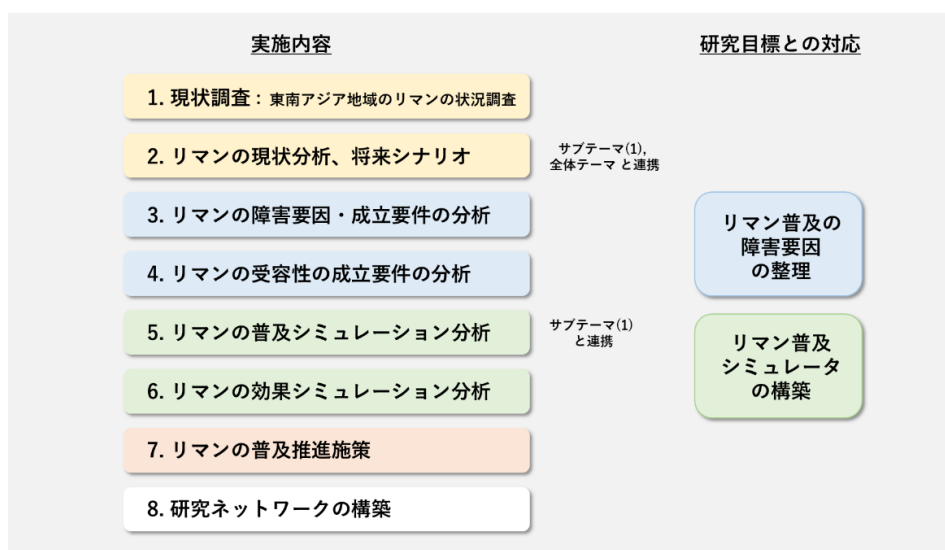 実施内容
研究目標との対応
1. 現状調査： 東南アジア地域のリマンの状況調査
2. リマンの現状分析、将来シナリオ
サブテーマ(1),
全体テーマ と連携
3. リマンの障害要因・成立要件の分析
4. リマンの受容性の成立要件の分析
リマン普及の
障害要因
の整理
5. リマンの普及シミュレーション分析
サブテーマ(1)
と連携
6. リマンの効果シミュレーション分析
リマン普及
シミュレータ
の構築
7. リマンの普及推進施策
8. 研究ネットワークの構築